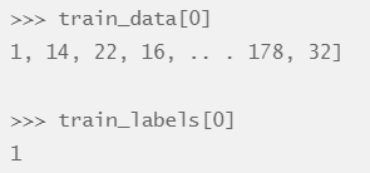 >>> train_data[0]
1, 14, 22, 16, .. . 178, 32]
>>> train_labels[0]
1